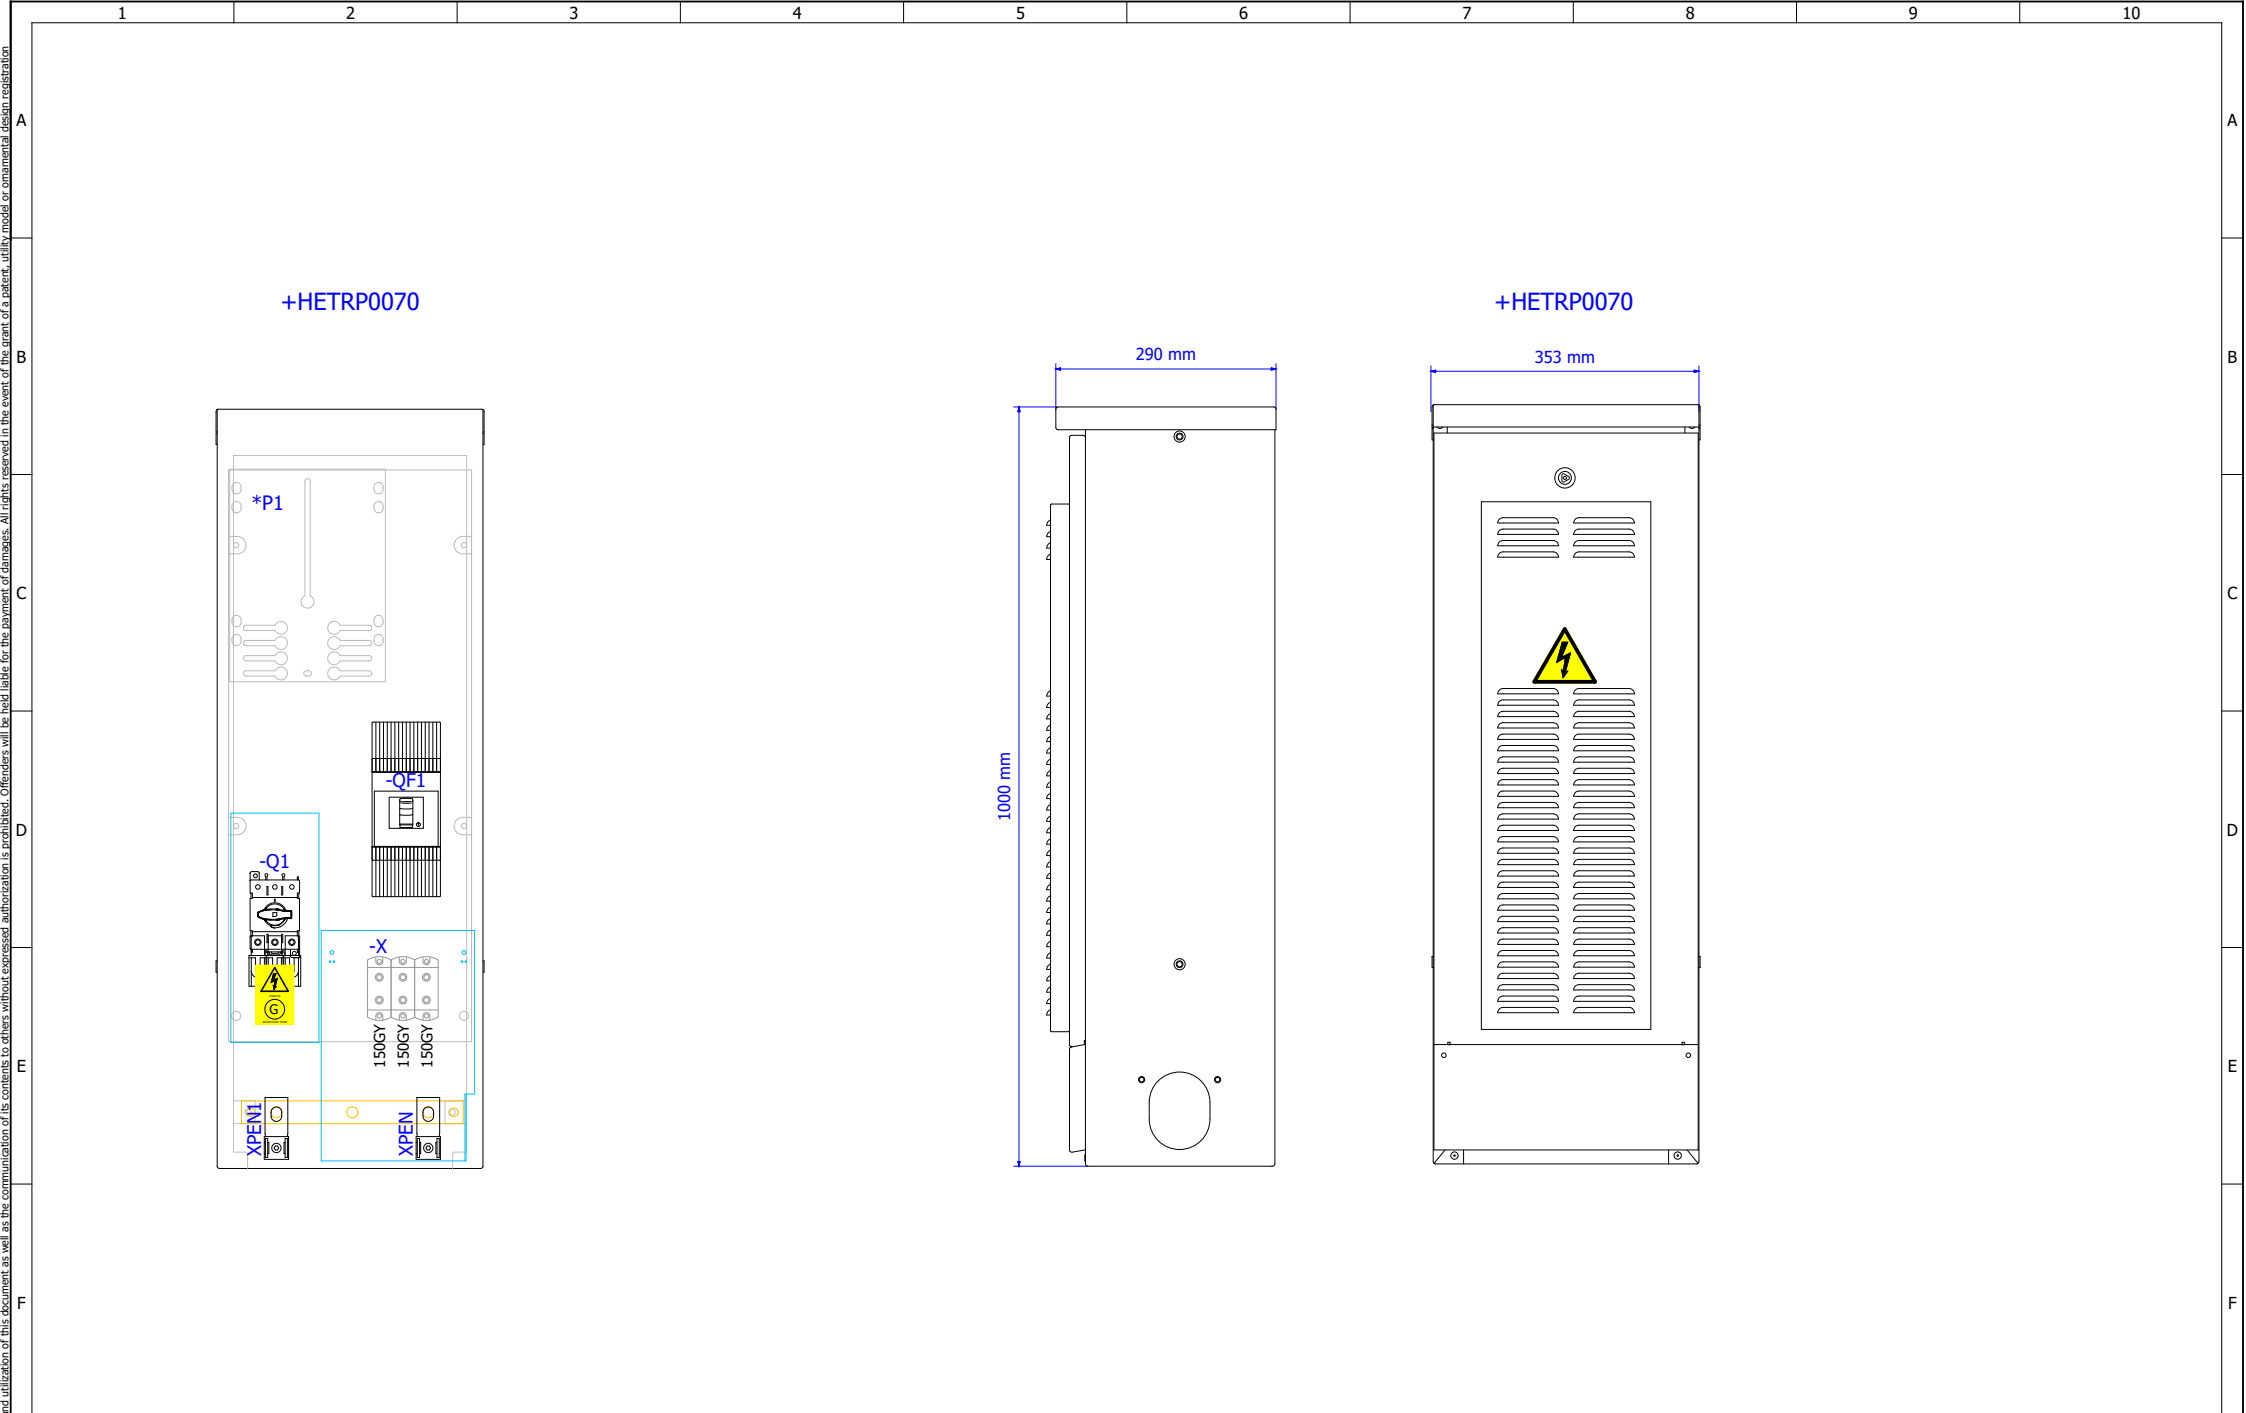 1 2 3 4 5 6 7 8 9 10
A A
B B
C C
D D
E E
F F
nd utilization of this document as well as the communication of its contents to others without expressed authorization is prohibited. Offenders will be held liable for the payment of damages. All rights reserved in the event of the grant of a patent, utility model or ornamental design registration
+HETRP0070
+HETRP0070
290 mm
353 mm
1000 mm
*P1
-QF1
-Q1
-X
G
150GY
150GY
150GY
XPEN1
XPEN